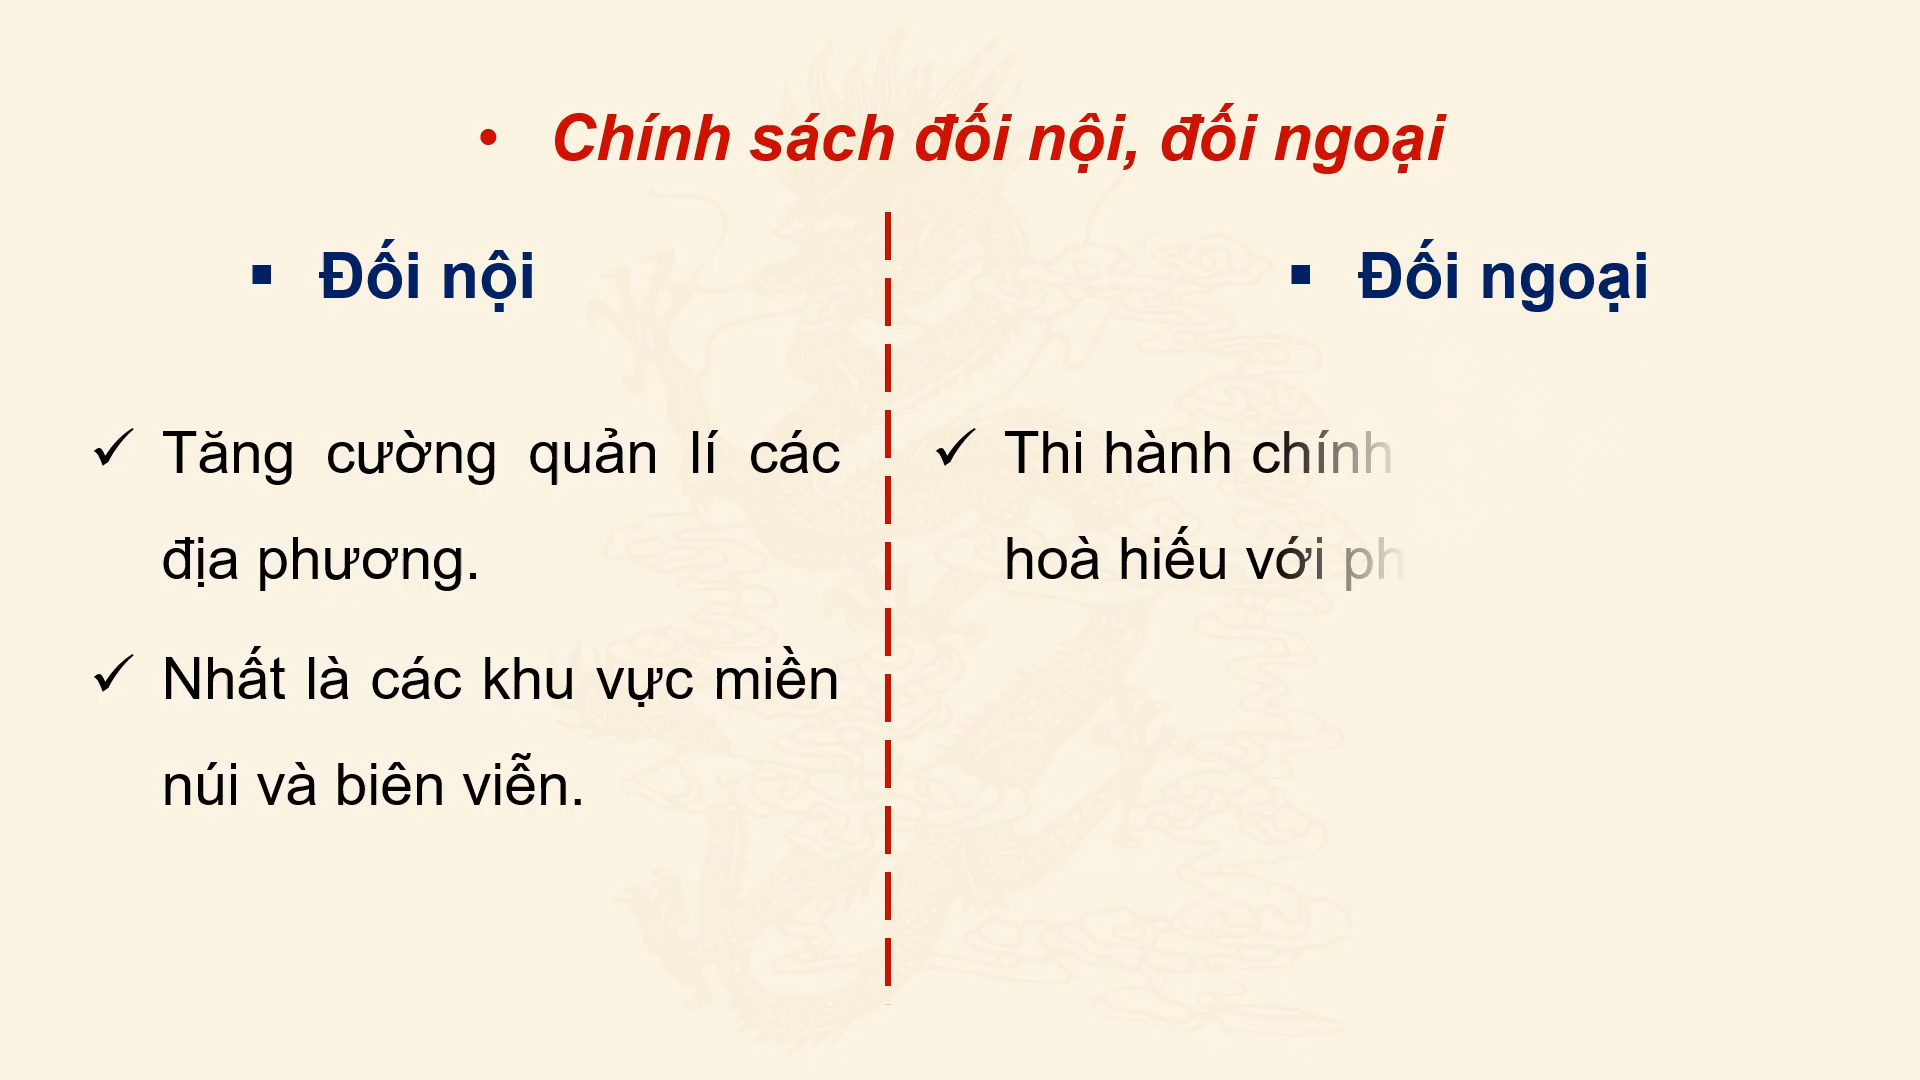 • Chính sách đối nội, đối ngoại
▪ Đối nội
✓ Tăng cường quản lí các
địa phương.
✓ Nhất là các khu vực miền
núi và biên viễn.
▪ Đối ngoại
✓ Thi hành chính
hoà hiếu với ph